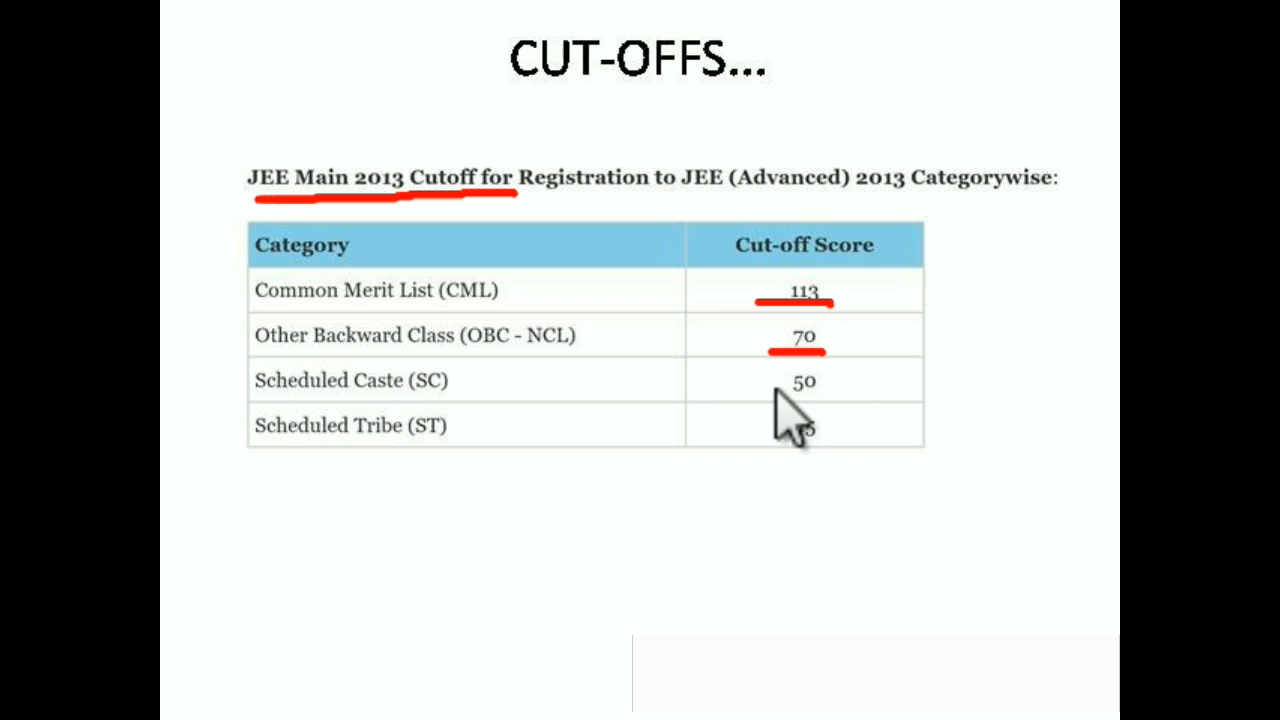 CUT-OFFS...
JEE Main 2013 Cutoff for Registration to JEE (Advanced) 2013 Categorywise:
Category Cut-off Score
Common Merit List (CML) 113
Other Backward Class (OBC - NCL) 70
Scheduled Caste (SC) 50
Scheduled Tribe (ST)